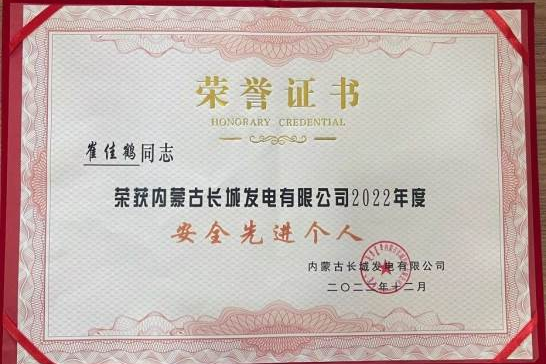 荣誉证书
HONORARY CREDENTIAL
崔佳鹤同志
荣获内蒙古长城发电有限公司2022年度
安全先进个人
内蒙古长城发电有限公司
二〇二二年十二月